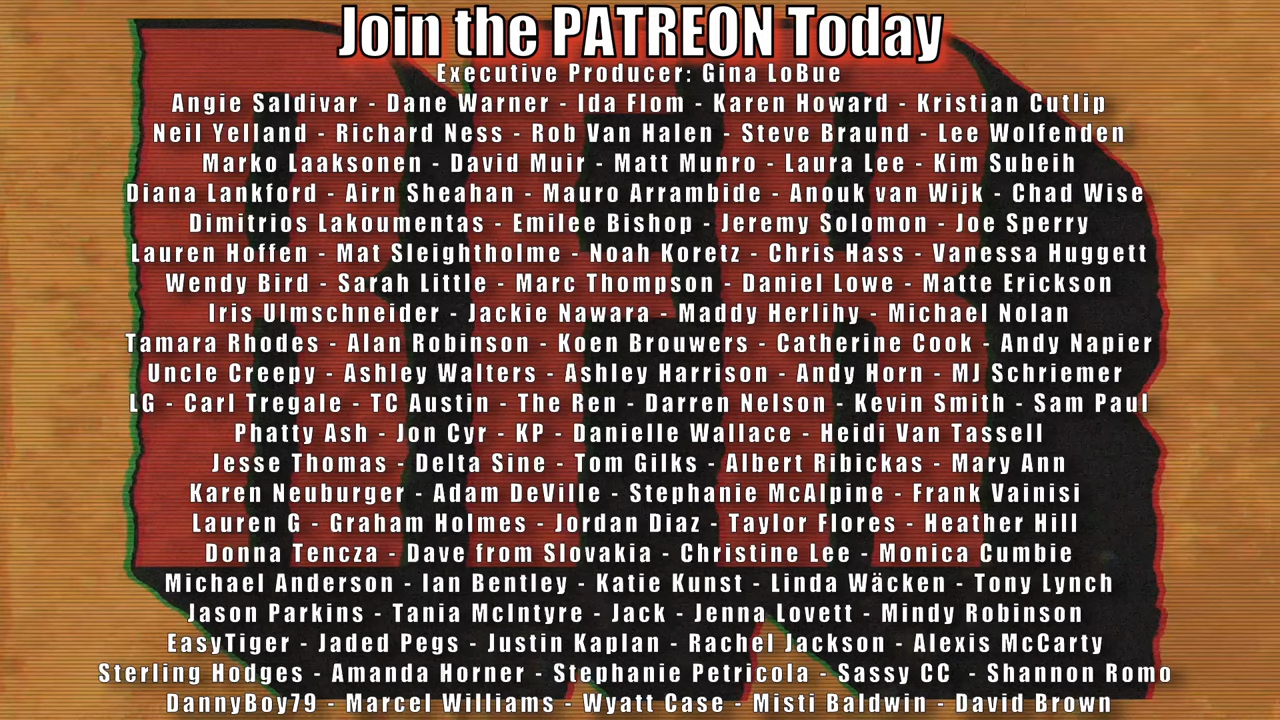 Join the PATREON Today
Executive Producer: Gina LoBue
Angie Saldivar - Dane Warner - Ida Flom - Karen Howard - Kristian Cutlip
Neil Yelland - Richard Ness - Rob Van Halen - Steve Braund - Lee Wolfenden
Marko Laaksonen - David Muir - Matt Munro - Laura Lee - Kim Subeih
Diana Lankford - Airn Sheahan - Mauro Arrambide - Anouk van Wijk - Chad Wise
Dimitrios Lakoumentas - Emilee Bishop - Jeremy Solomon - Joe Sperry
Lauren Hoffen - Mat Sleightholme - Noah Koretz - Chris Hass - Vanessa Huggett
Wendy Bird - Sarah Little - Marc Thompson - Daniel Lowe - Matte Erickson
Iris Ulmschneider - Jackie Nawara - Maddy Herlihy - Michael Nolan
Tamara Rhodes - Alan Robinson - Koen Brouwers - Catherine Cook - Andy Napier
Uncle Creepy - Ashley Walters - Ashley Harrison - Andy Horn - MJ Schriemer
LG - Carl Tregale - TC Austin - The Ren - Darren Nelson - Kevin Smith - Sam Paul
Phatty Ash - Jon Cyr - KP - Danielle Wallace - Heidi Van Tassell
Jesse Thomas - Delta Sine - Tom Gilks - Albert Ribickas - Mary Ann
Karen Neuburger - Adam DeVille - Stephanie McAlpine - Frank Vainisi
Lauren G - Graham Holmes - Jordan Diaz - Taylor Flores - Heather Hill
Donna Tencza - Dave from Slovakia - Christine Lee - Monica Cumbie
Michael Anderson - Ian Bentley - Katie Kunst - Linda Wäcken - Tony Lynch
Jason Parkins - Tania McIntyre - Jack - Jenna Lovett - Mindy Robinson
EasyTiger - Jaded Pegs - Justin Kaplan - Rachel Jackson - Alexis McCarty
Sterling Hodges - Amanda Horner - Stephanie Petricola - Sassy CC - Shannon Romo
DannyBoy79 - Marcel Williams - Wyatt Case - Misti Baldwin - David Brown